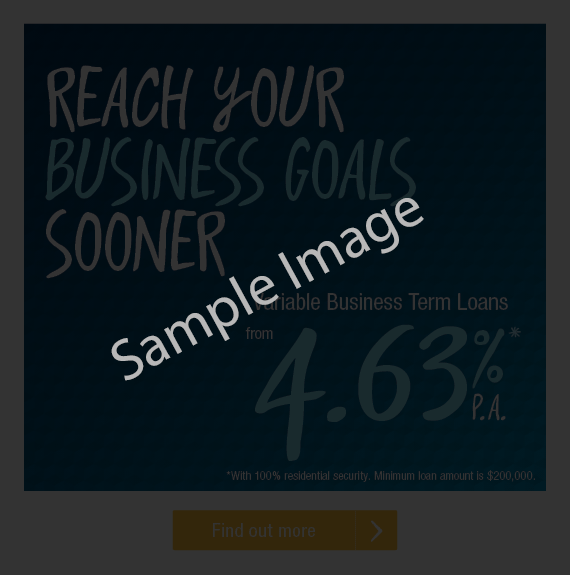 REACH YOUR
BUSINESS GOALS
SOONER
Sample Image
Variable Business Term Loans
from
4.63%*
P.A.
*With 100% residential security. Minimum loan amount is $200,000.
Find out more